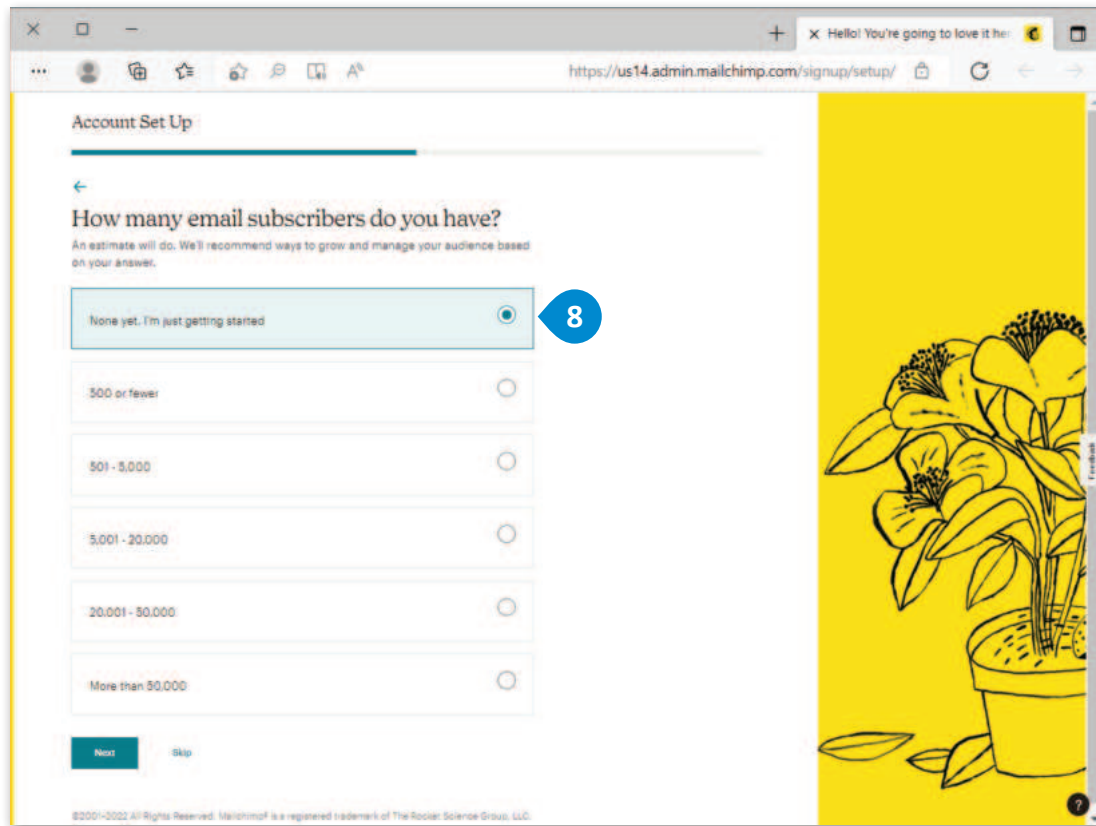 Hello! You're going to love it her
https://us14.admin.mailchimp.com/signup/setup/
Account Set Up
How many email subscribers do you have?
An estimate will do. We'll recommend ways to grow and manage your audience based
on your answer.
None yet. I'm just getting started
8
500 or fewer
501 - 5,000
5,001 - 20,000
20,001 - 50,000
More than 50,000
Next
Skip
Feedback
?
©2001-2022 All Rights Reserved. Mailchimp® is a registered trademark of The Rocket Science Group, LLC.